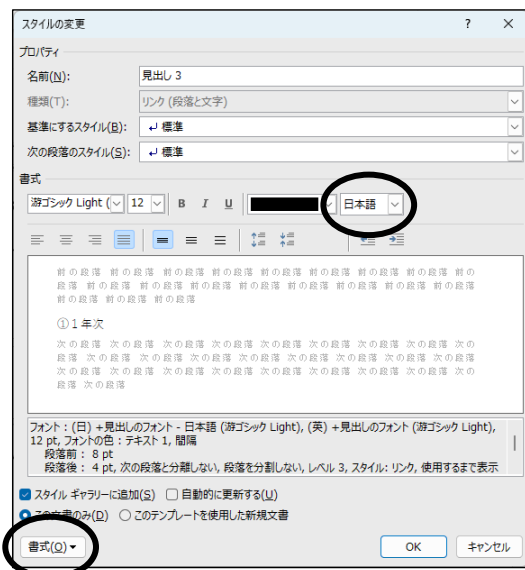 スタイルの変更 ? ×
プロパティ
名前(N): 見出し 3
種類(T): リンク (段落と文字)
基準にするスタイル(B): ↵ 標準
次の段落のスタイル(S): ↵ 標準
書式
游ゴシック Light ( 12 B I U 日本語
前の段落 前の段落 前の段落 前の段落 前の段落 前の段落 前の段落 前の段落 前の
段落 前の段落 前の段落 前の段落 前の段落 前の段落 前の段落 前の段落 前の段落
前の段落 前の段落 前の段落
①1 年次
次の段落 次の段落 次の段落 次の段落 次の段落 次の段落 次の段落 次の段落 次の
段落 次の段落 次の段落 次の段落 次の段落 次の段落 次の段落 次の段落 次の段落
次の段落 次の段落 次の段落 次の段落 次の段落 次の段落 次の段落 次の段落 次の
段落 次の段落
フォント : (日) +見出しのフォント - 日本語 (游ゴシック Light), (英) +見出しのフォント (游ゴシック Light),
12 pt, フォントの色 : テキスト 1, 間隔
段落前 : 8 pt
段落後 : 4 pt, 次の段落と分離しない, 段落を分割しない, レベル 3, スタイル: リンク, 使用するまで表示
スタイル ギャラリーに追加(S) 自動的に更新する(U)
この文書のみ(D) このテンプレートを使用した新規文書
書式(O)▾ OK キャンセル